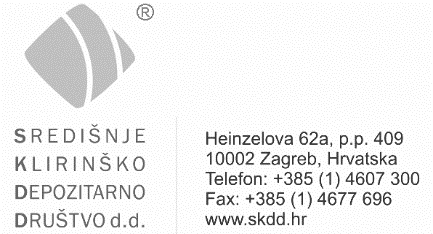 ®
SREDIŠNJE
KLIRINŠKO
DEPOZITARNO
DRUŠTVO d.d.
Heinzelova 62a, p.p. 409
10002 Zagreb, Hrvatska
Telefon: +385 (1) 4607 300
Fax: +385 (1) 4677 696
www.skdd.hr